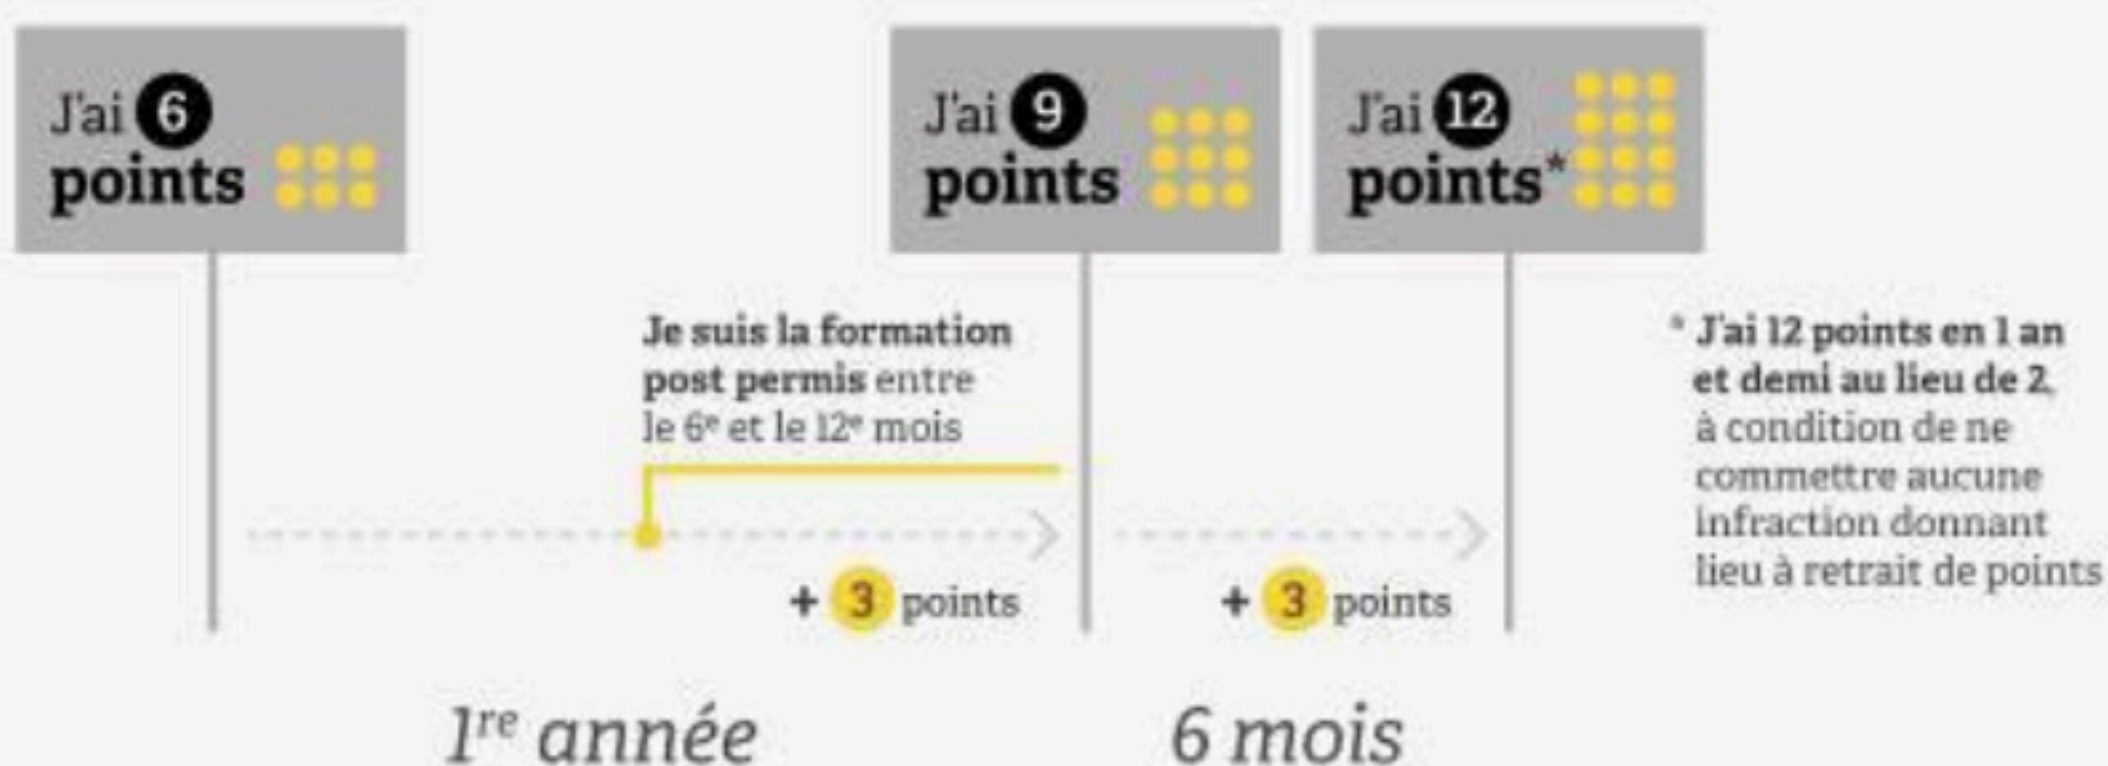 J'ai 6
points
J'ai 9
points
J'ai 12
points*
Je suis la formation
post permis entre
le 6e et le 12e mois
* J'ai 12 points en 1 an
et demi au lieu de 2,
à condition de ne
commettre aucune
infraction donnant
lieu à retrait de points
+ 3 points
+ 3 points
1re année
6 mois